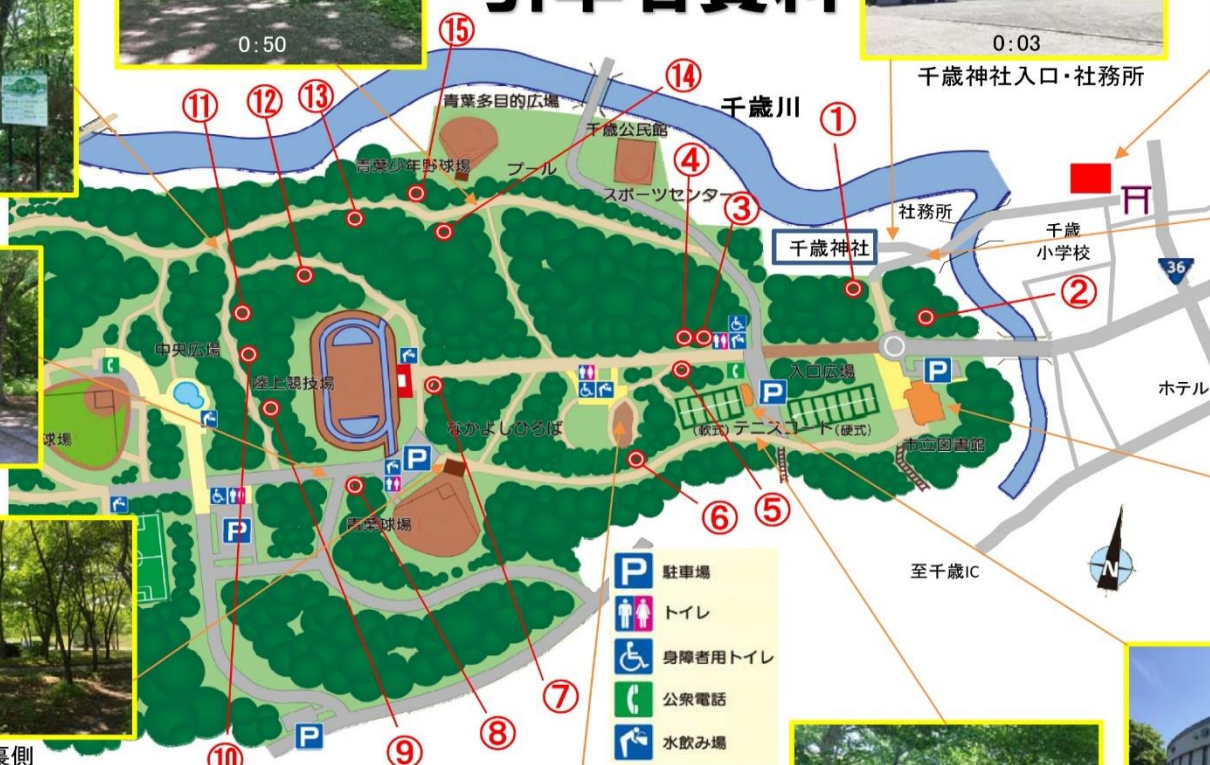 引率者資料
0:50
0:03
千歳神社入口・社務所
⑮
⑭
⑬
⑫
⑪
青葉多目的広場
千歳川
千歳公民館
①
④
③
青葉少年野球場
プール
スポーツセンター
社務所
千歳神社
千歳
小学校
36
②
中央広場
陸上競技場
入口広場
P
P
ホテル
なかよしひろば
(軟式)テニスコート(硬式)
市立図書館
球場
P
P
青葉球場
⑥
⑤
至千歳IC
N
P 駐車場
トイレ
身障者用トイレ
公衆電話
水飲み場
⑦
⑧
⑨
⑩
P
裏側